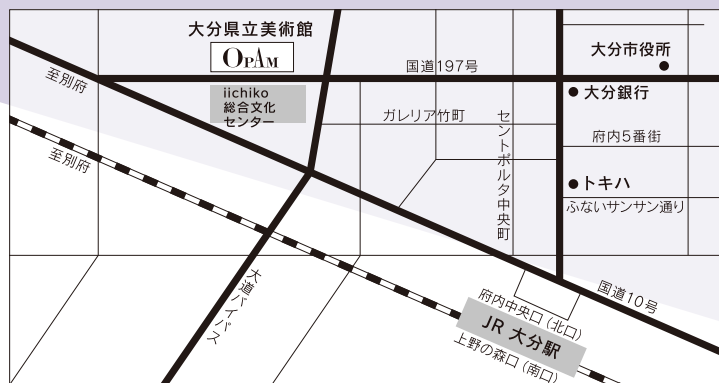 大分県立美術館
OPAM
iichiko
総合文化
センター
至別府
至別府
国道197号
大分市役所
大分銀行
ガレリア竹町
セントポルタ中央町
府内5番街
トキハ
ふないサンサン通り
大道バイパス
国道10号
府内中央口(北口)
JR 大分駅
上野の森口(南口)